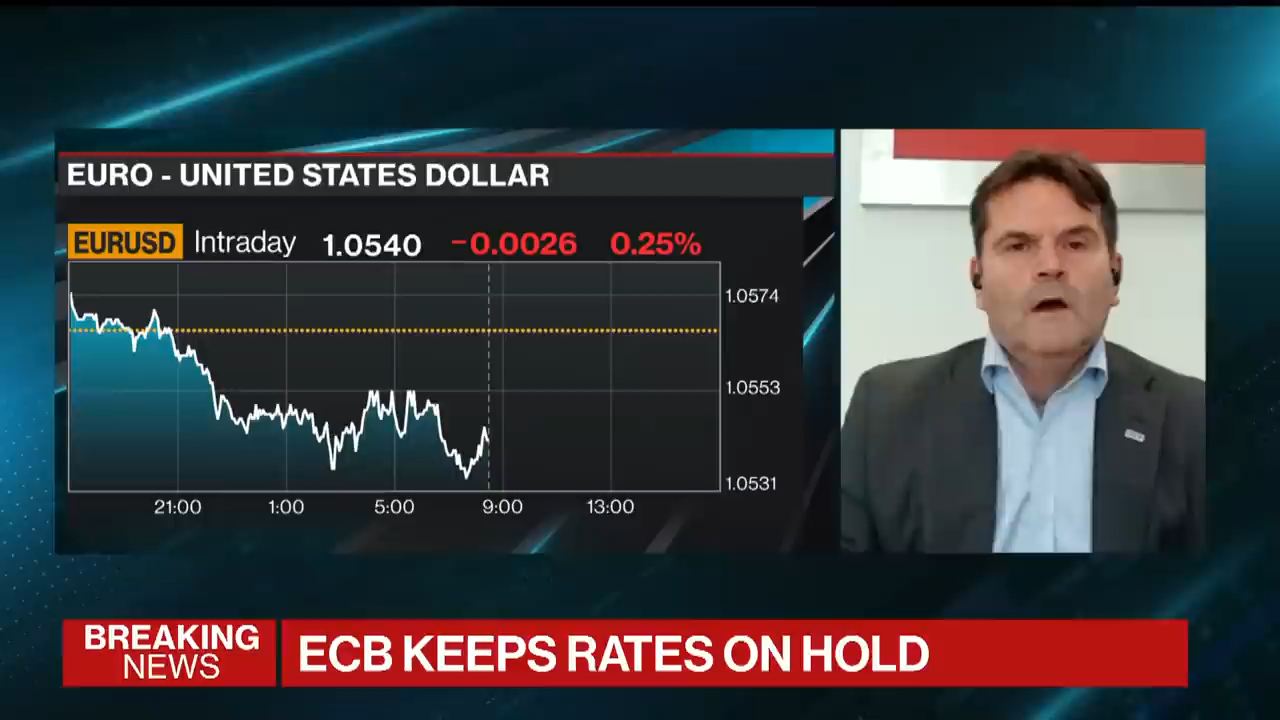 EURO - UNITED STATES DOLLAR
EURUSD Intraday 1.0540 −0.0026 0.25%
1.0574
1.0553
1.0531
21:00 1:00 5:00 9:00 13:00
BREAKING NEWS
ECB KEEPS RATES ON HOLD